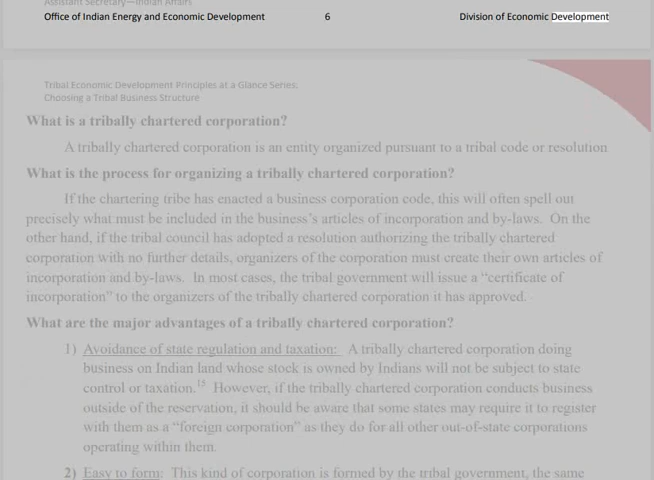 Assistant Secretary—Indian Affairs
Office of Indian Energy and Economic Development 6 Division of Economic Development
Tribal Economic Development Principles at a Glance Series,
Choosing a Tribal Business Structure
What is a tribally chartered corporation?
A tribally chartered corporation is an entity organized pursuant to a tribal code or resolution
What is the process for organizing a tribally chartered corporation?
If the chartering tribe has enacted a business corporation code, this will often spell out
precisely what must be included in the business's articles of incorporation and by-laws. On the
other hand, if the tribal council has adopted a resolution authorizing the tribally chartered
corporation with no further details, organizers of the corporation must create their own articles of
incorporation and by-laws. In most cases, the tribal government will issue a "certificate of
incorporation" to the organizers of the tribally chartered corporation it has approved.
What are the major advantages of a tribally chartered corporation?
1) Avoidance of state regulation and taxation: A tribally chartered corporation doing
business on Indian land whose stock is owned by Indians will not be subject to state
control or taxation.15 However, if the tribally chartered corporation conducts business
outside of the reservation, it should be aware that some states may require it to register
with them as a "foreign corporation" as they do for all other out-of-state corporations
operating within them.
2) Easy to form: This kind of corporation is formed by the tribal government, the same